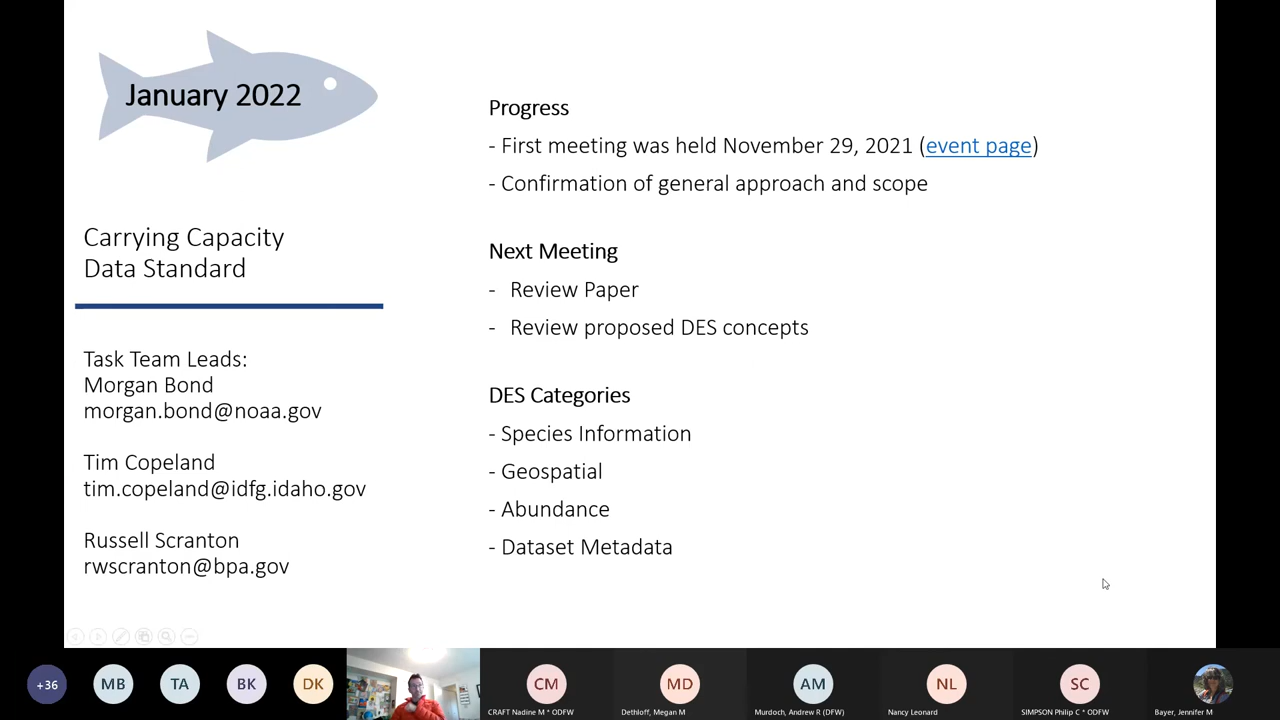 January 2022
Carrying Capacity
Data Standard
Task Team Leads:
Morgan Bond
morgan.bond@noaa.gov
Tim Copeland
tim.copeland@idfg.idaho.gov
Russell Scranton
rwscranton@bpa.gov
Progress
- First meeting was held November 29, 2021 (event page)
- Confirmation of general approach and scope
Next Meeting
- Review Paper
- Review proposed DES concepts
DES Categories
- Species Information
- Geospatial
- Abundance
- Dataset Metadata
+36
MB
TA
BK
DK
CM
MD
AM
NL
SC
CRAFT Nadine M * ODFW
Dethloff, Megan M
Murdoch, Andrew R (DFW)
Nancy Leonard
SIMPSON Philip C * ODFW
Bayer, Jennifer M